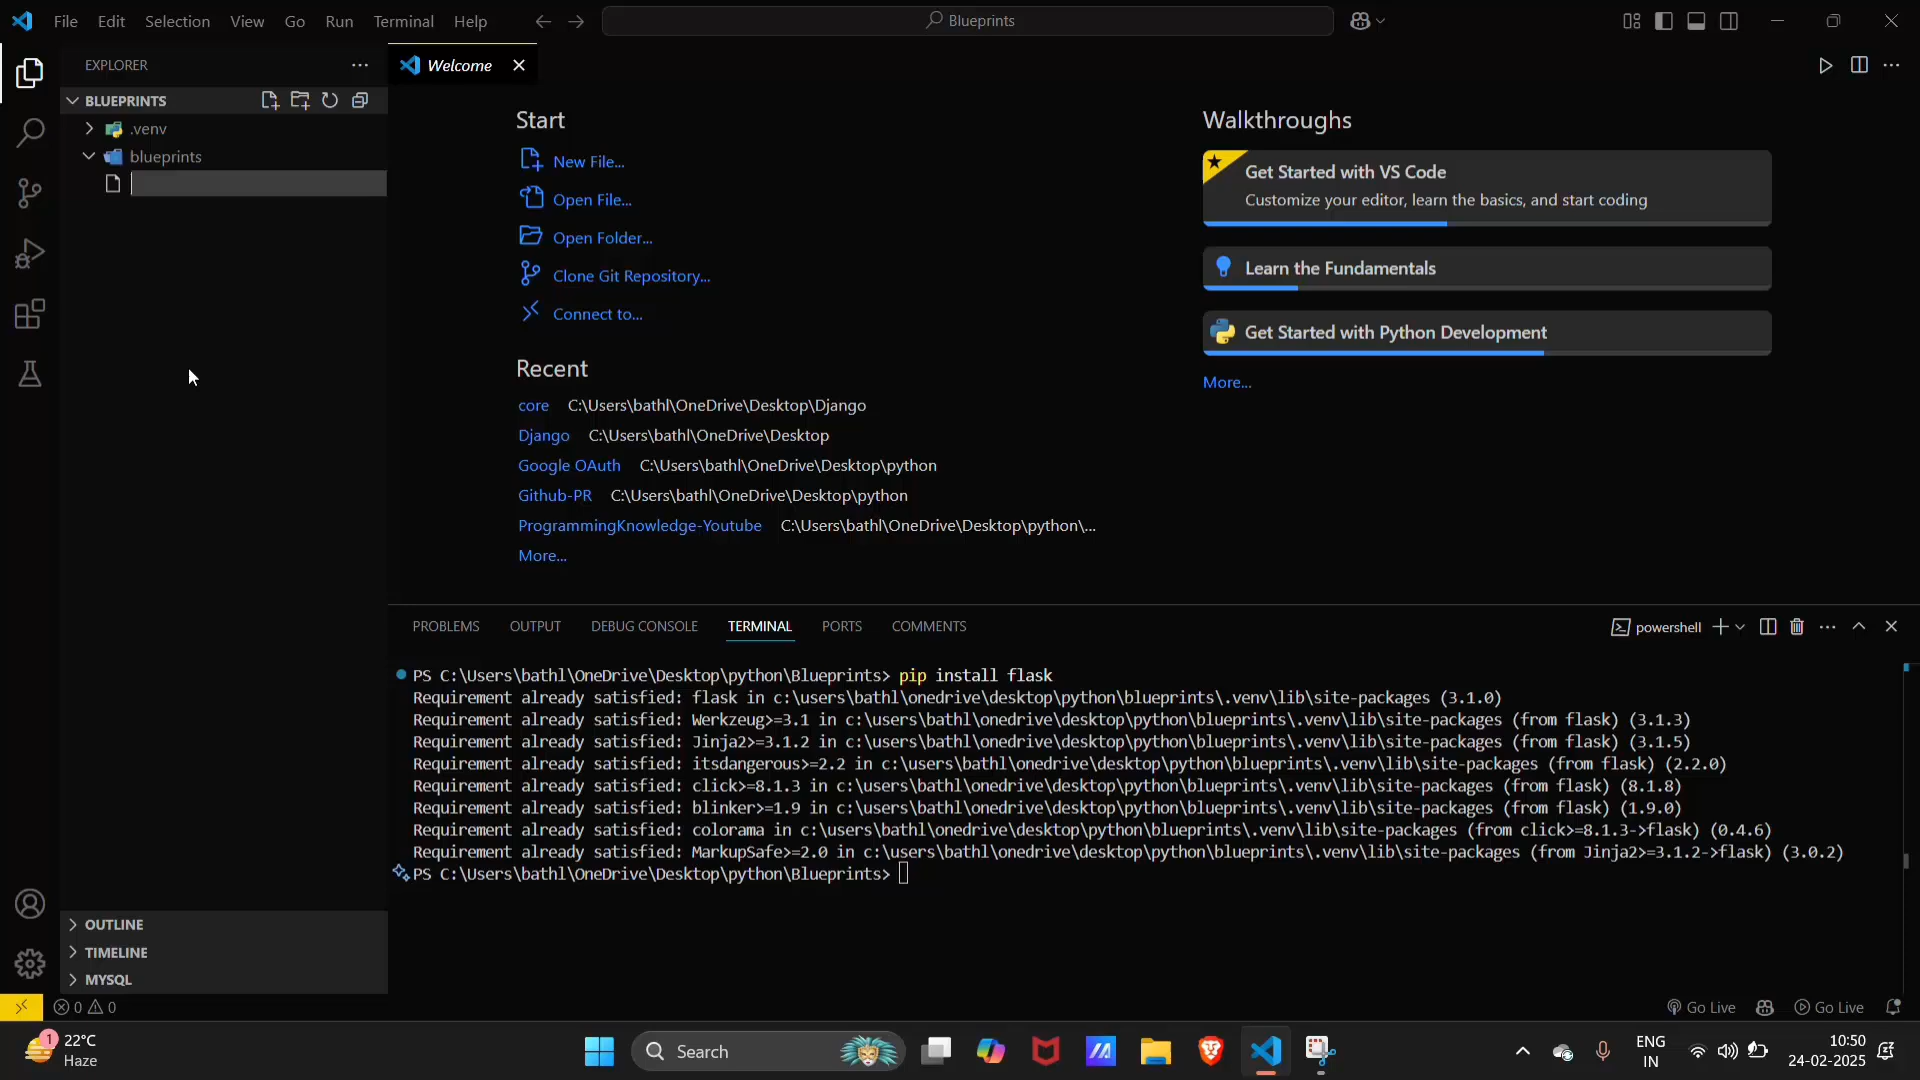 File Edit Selection View Go Run Terminal Help
Blueprints
EXPLORER
Welcome
BLUEPRINTS
.venv
blueprints
Start
New File...
Open File...
Open Folder...
Clone Git Repository...
Connect to...
Recent
core C:\Users\bathl\OneDrive\Desktop\Django
Django C:\Users\bathl\OneDrive\Desktop
Google OAuth C:\Users\bathl\OneDrive\Desktop\python
Github-PR C:\Users\bathl\OneDrive\Desktop\python
ProgrammingKnowledge-Youtube C:\Users\bathl\OneDrive\Desktop\python\...
More...
Walkthroughs
Get Started with VS Code
Customize your editor, learn the basics, and start coding
Learn the Fundamentals
Get Started with Python Development
More...
PROBLEMS OUTPUT DEBUG CONSOLE TERMINAL PORTS COMMENTS
powershell
PS C:\Users\bathl\OneDrive\Desktop\python\Blueprints> pip install flask
Requirement already satisfied: flask in c:\users\bathl\onedrive\desktop\python\blueprints\.venv\lib\site-packages (3.1.0)
Requirement already satisfied: Werkzeug>=3.1 in c:\users\bathl\onedrive\desktop\python\blueprints\.venv\lib\site-packages (from flask) (3.1.3)
Requirement already satisfied: Jinja2>=3.1.2 in c:\users\bathl\onedrive\desktop\python\blueprints\.venv\lib\site-packages (from flask) (3.1.5)
Requirement already satisfied: itsdangerous>=2.2 in c:\users\bathl\onedrive\desktop\python\blueprints\.venv\lib\site-packages (from flask) (2.2.0)
Requirement already satisfied: click>=8.1.3 in c:\users\bathl\onedrive\desktop\python\blueprints\.venv\lib\site-packages (from flask) (8.1.8)
Requirement already satisfied: blinker>=1.9 in c:\users\bathl\onedrive\desktop\python\blueprints\.venv\lib\site-packages (from flask) (1.9.0)
Requirement already satisfied: colorama in c:\users\bathl\onedrive\desktop\python\blueprints\.venv\lib\site-packages (from click>=8.1.3->flask) (0.4.6)
Requirement already satisfied: MarkupSafe>=2.0 in c:\users\bathl\onedrive\desktop\python\blueprints\.venv\lib\site-packages (from Jinja2>=3.1.2->flask) (3.0.2)
PS C:\Users\bathl\OneDrive\Desktop\python\Blueprints>
OUTLINE
TIMELINE
MYSQL
0 0
Go Live Go Live
1
22°C
Haze
Search
ENG
IN
10:50
24-02-2025